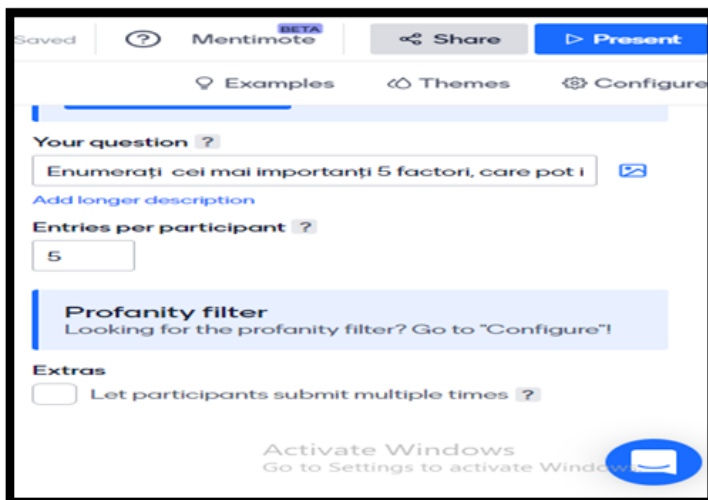 Saved ? Mentimote BETA Share Present
Examples Themes Configure
Your question ?
Enumerați cei mai importanți 5 factori, care pot i
Add longer description
Entries per participant ?
5
Profanity filter
Looking for the profanity filter? Go to "Configure"!
Extras
Let participants submit multiple times ?
Activate Windows
Go to Settings to activate Windows